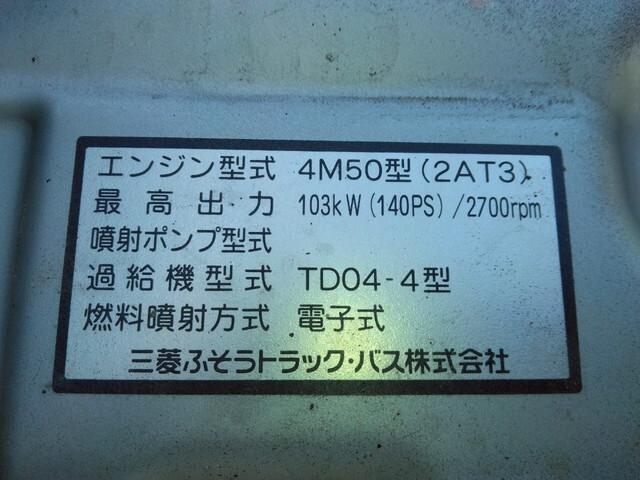 エンジン型式 4M50型(2AT3)
最高出力 103kW(140PS)/2700rpm
噴射ポンプ型式
過給機型式 TD04-4型
燃料噴射方式 電子式
三菱ふそうトラック・バス株式会社